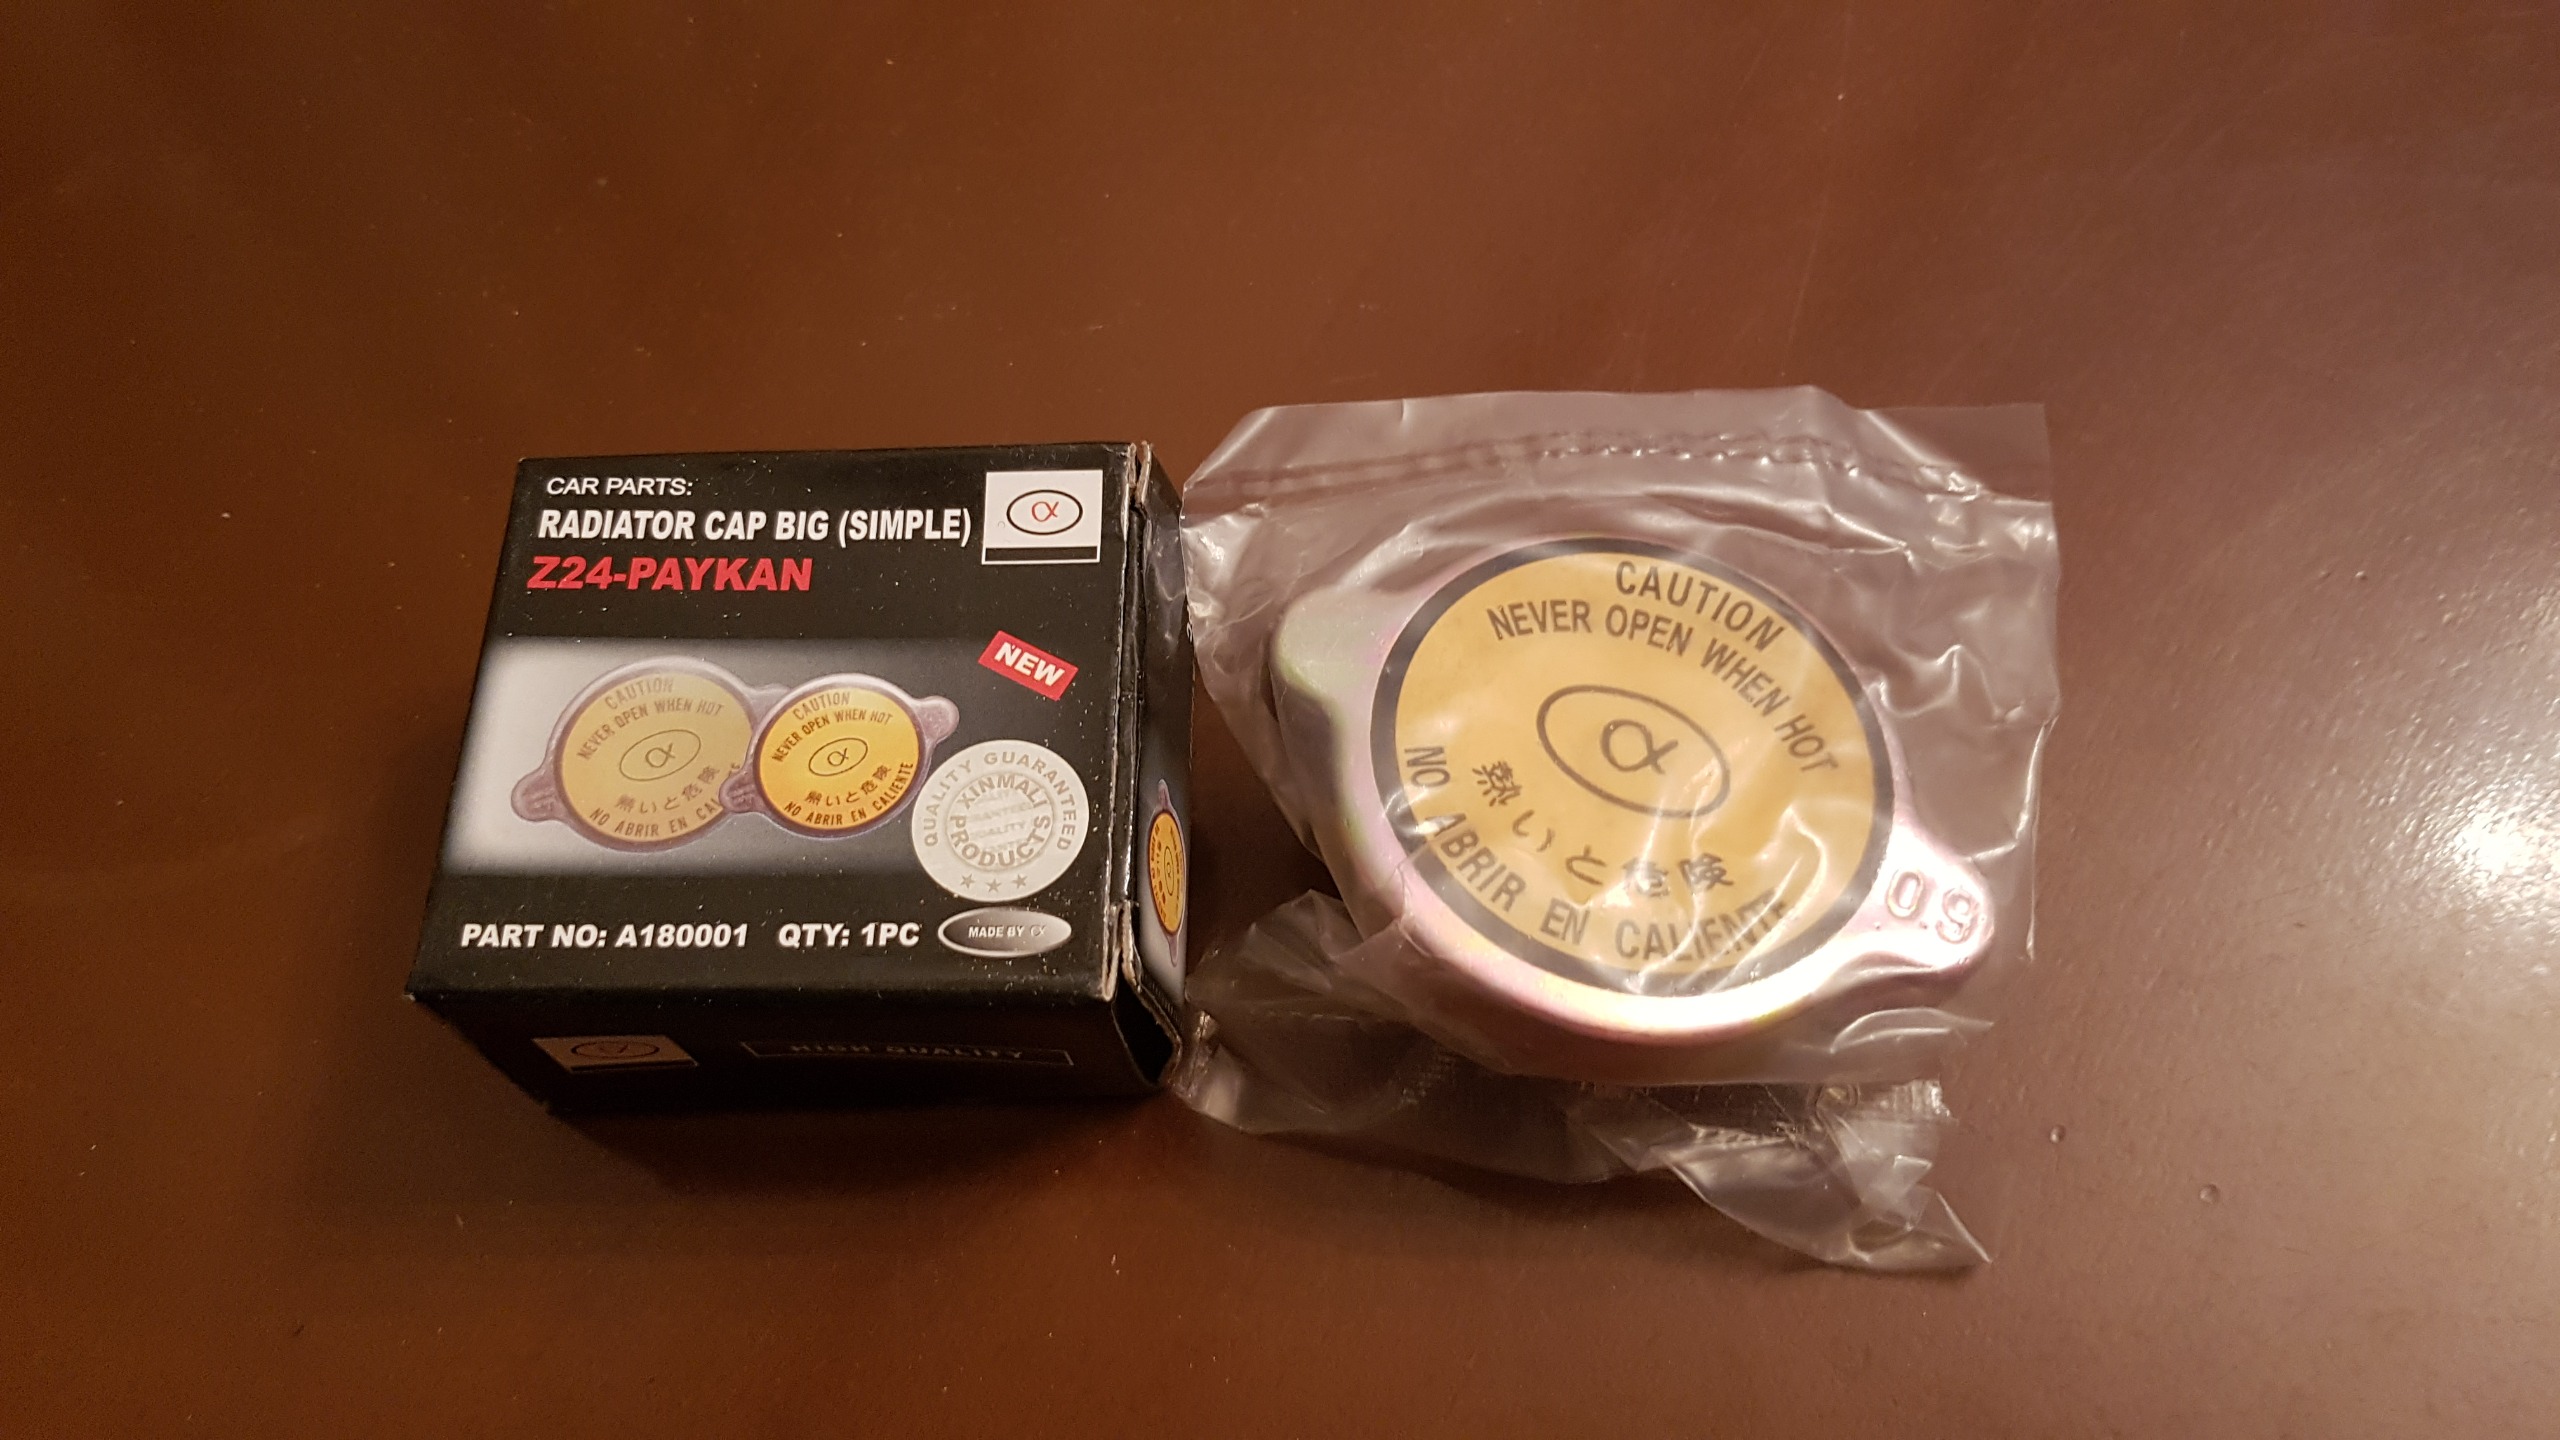 CAR PARTS:
RADIATOR CAP BIG (SIMPLE)
Z24-PAYKAN
α
NEW
CAUTION
NEVER OPEN WHEN HOT
α
熱いと危険
NO ABRIR EN CAL
CAUTION
NEVER OPEN WHEN HOT
α
熱いと危険
NO ABRIR EN CALIENTE
QUALITY GUARANTEED
XINMALI
PRODUCTS
PART NO: A180001 QTY: 1PC
MADE BY α
α
HIGH QUALITY
CAUTION
NEVER OPEN WHEN HOT
α
熱いと危険
NO ABRIR EN CALIENTE
0.9